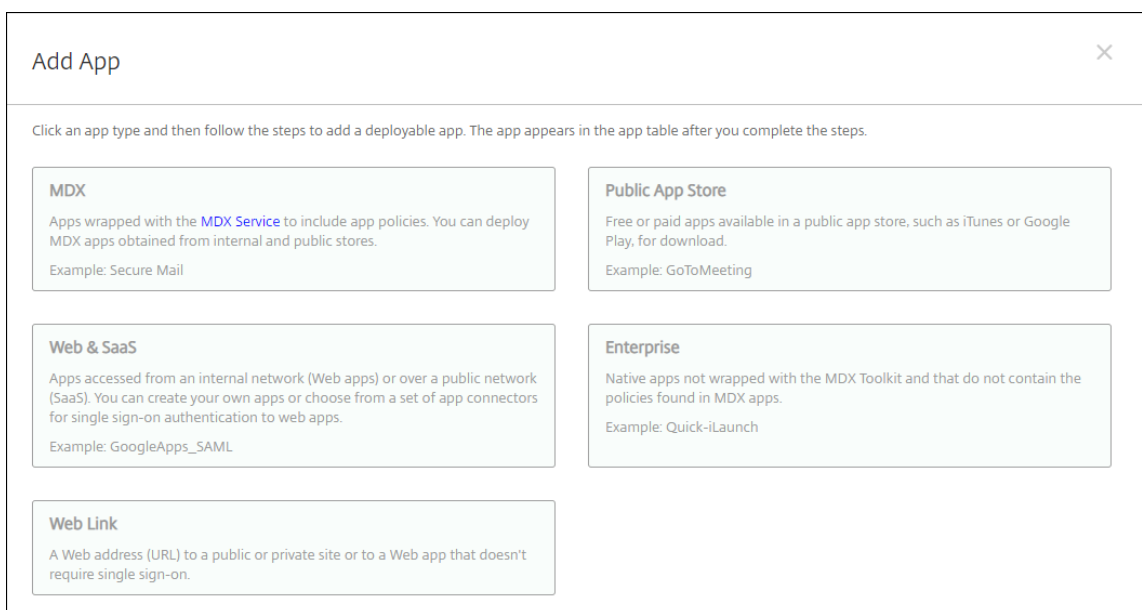 Add App
Click an app type and then follow the steps to add a deployable app. The app appears in the app table after you complete the steps.
MDX
Apps wrapped with the MDX Service to include app policies. You can deploy
MDX apps obtained from internal and public stores.
Example: Secure Mail
Public App Store
Free or paid apps available in a public app store, such as iTunes or Google
Play, for download.
Example: GoToMeeting
Web & SaaS
Apps accessed from an internal network (Web apps) or over a public network
(SaaS). You can create your own apps or choose from a set of app connectors
for single sign-on authentication to web apps.
Example: GoogleApps_SAML
Enterprise
Native apps not wrapped with the MDX Toolkit and that do not contain the
policies found in MDX apps.
Example: Quick-iLaunch
Web Link
A Web address (URL) to a public or private site or to a Web app that doesn't
require single sign-on.